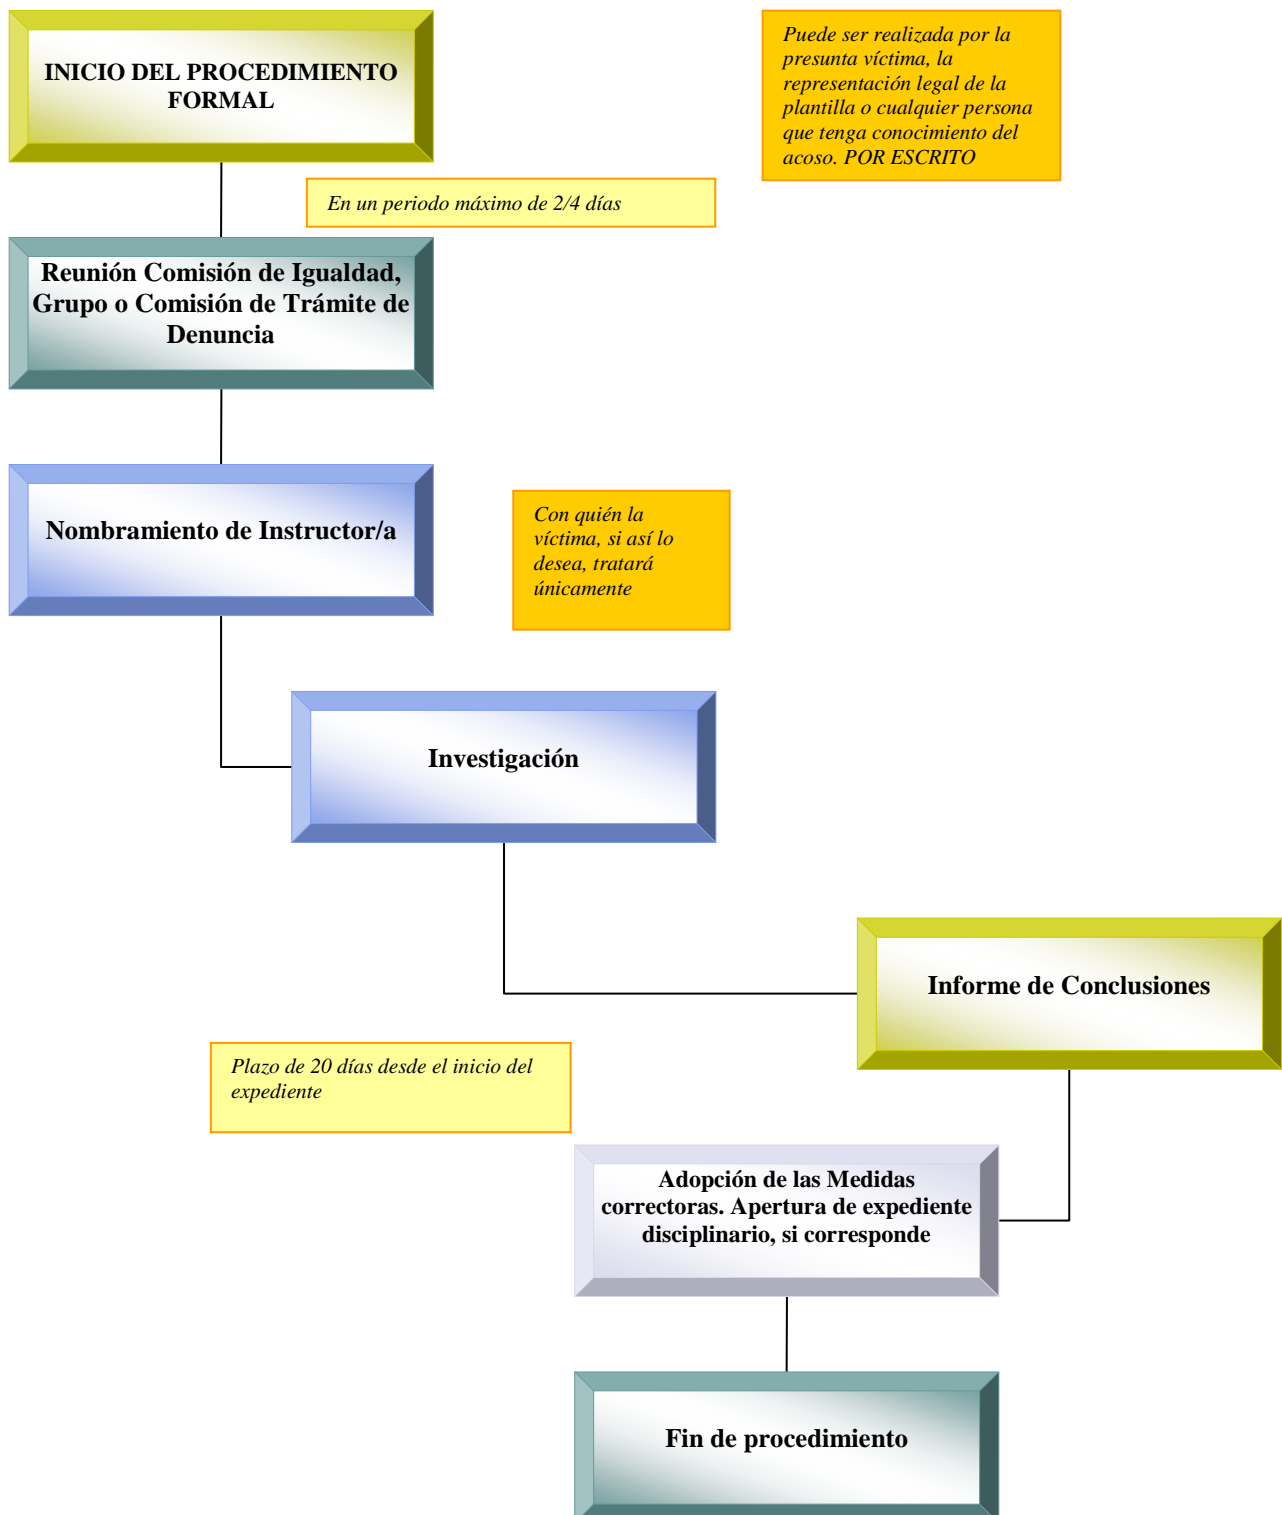 INICIO DEL PROCEDIMIENTO
FORMAL
Puede ser realizada por la
presunta víctima, la
representación legal de la
plantilla o cualquier persona
que tenga conocimiento del
acoso. POR ESCRITO
En un periodo máximo de 2/4 días
Reunión Comisión de Igualdad,
Grupo o Comisión de Trámite de
Denuncia
Nombramiento de Instructor/a
Con quién la
víctima, si así lo
desea, tratará
únicamente
Investigación
Informe de Conclusiones
Plazo de 20 días desde el inicio del
expediente
Adopción de las Medidas
correctoras. Apertura de expediente
disciplinario, si corresponde
Fin de procedimiento